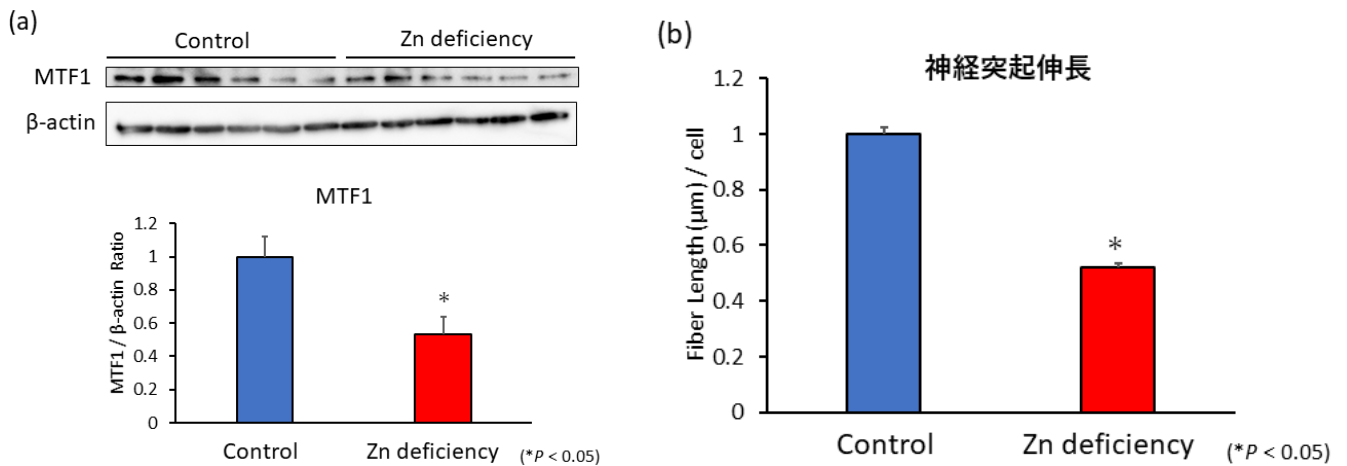 (a)
Control
Zn deficiency
MTF1
β-actin
MTF1
MTF1 / β-actin Ratio
1.2
1
0.8
0.6
0.4
0.2
0
*
Control
Zn deficiency
(*P < 0.05)
(b)
神経突起伸長
Fiber Length (μm) / cell
1.2
1
0.8
0.6
0.4
0.2
0
*
Control
Zn deficiency
(*P < 0.05)